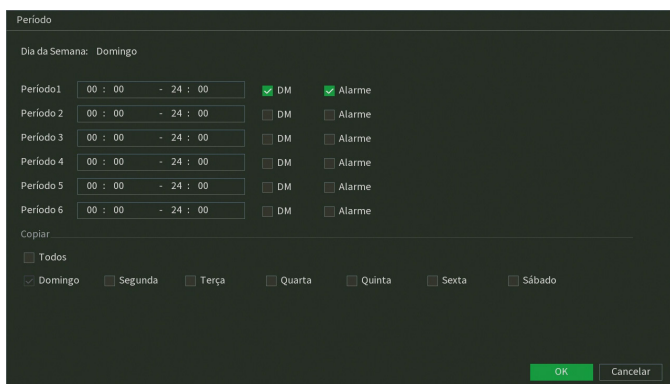 Período
Dia da Semana: Domingo
Período1 00 : 00 - 24 : 00 DM Alarme
Período 2 00 : 00 - 24 : 00 DM Alarme
Período 3 00 : 00 - 24 : 00 DM Alarme
Período 4 00 : 00 - 24 : 00 DM Alarme
Período 5 00 : 00 - 24 : 00 DM Alarme
Período 6 00 : 00 - 24 : 00 DM Alarme
Copiar
Todos
Domingo Segunda Terça Quarta Quinta Sexta Sábado
OK Cancelar